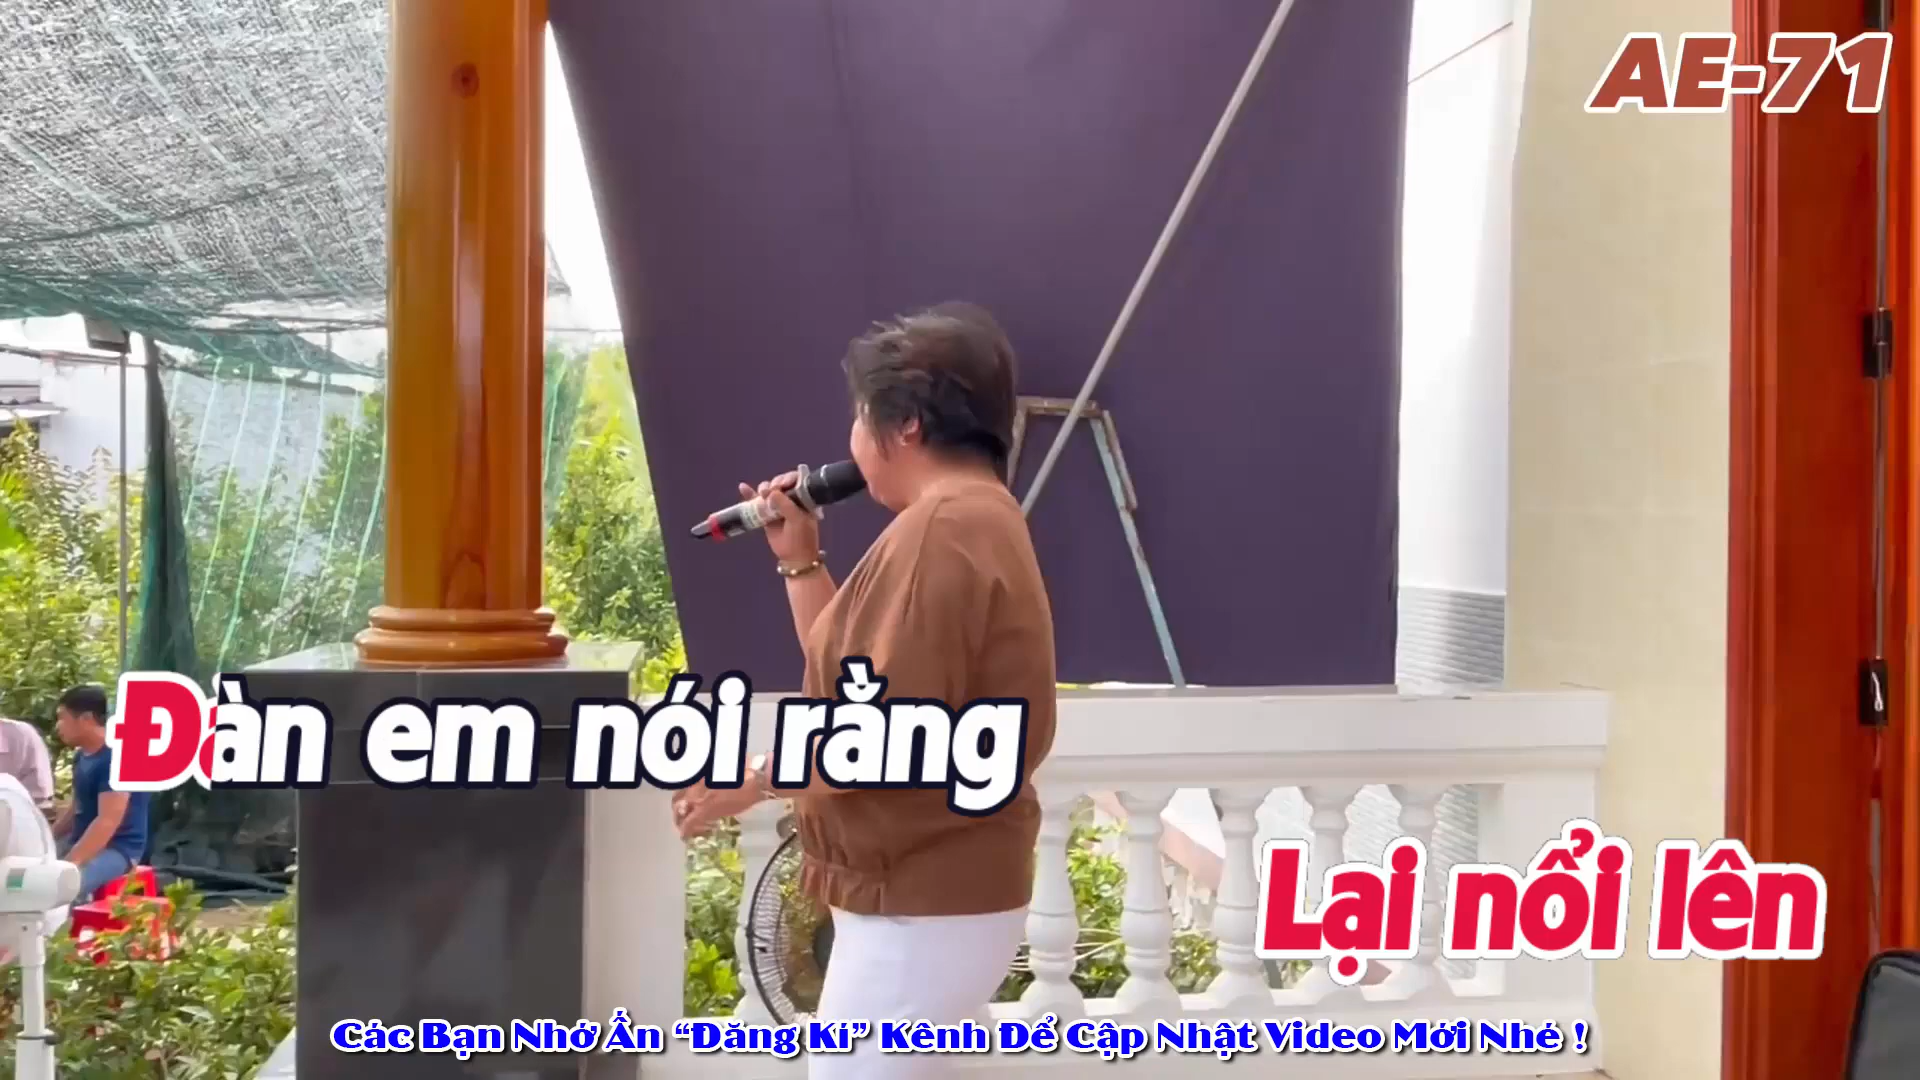 AE-71
Đàn em nói rằng
Lại nổi lên
Các Bạn Nhớ Ấn “Đăng Kí” Kênh Để Cập Nhật Video Mới Nhé !